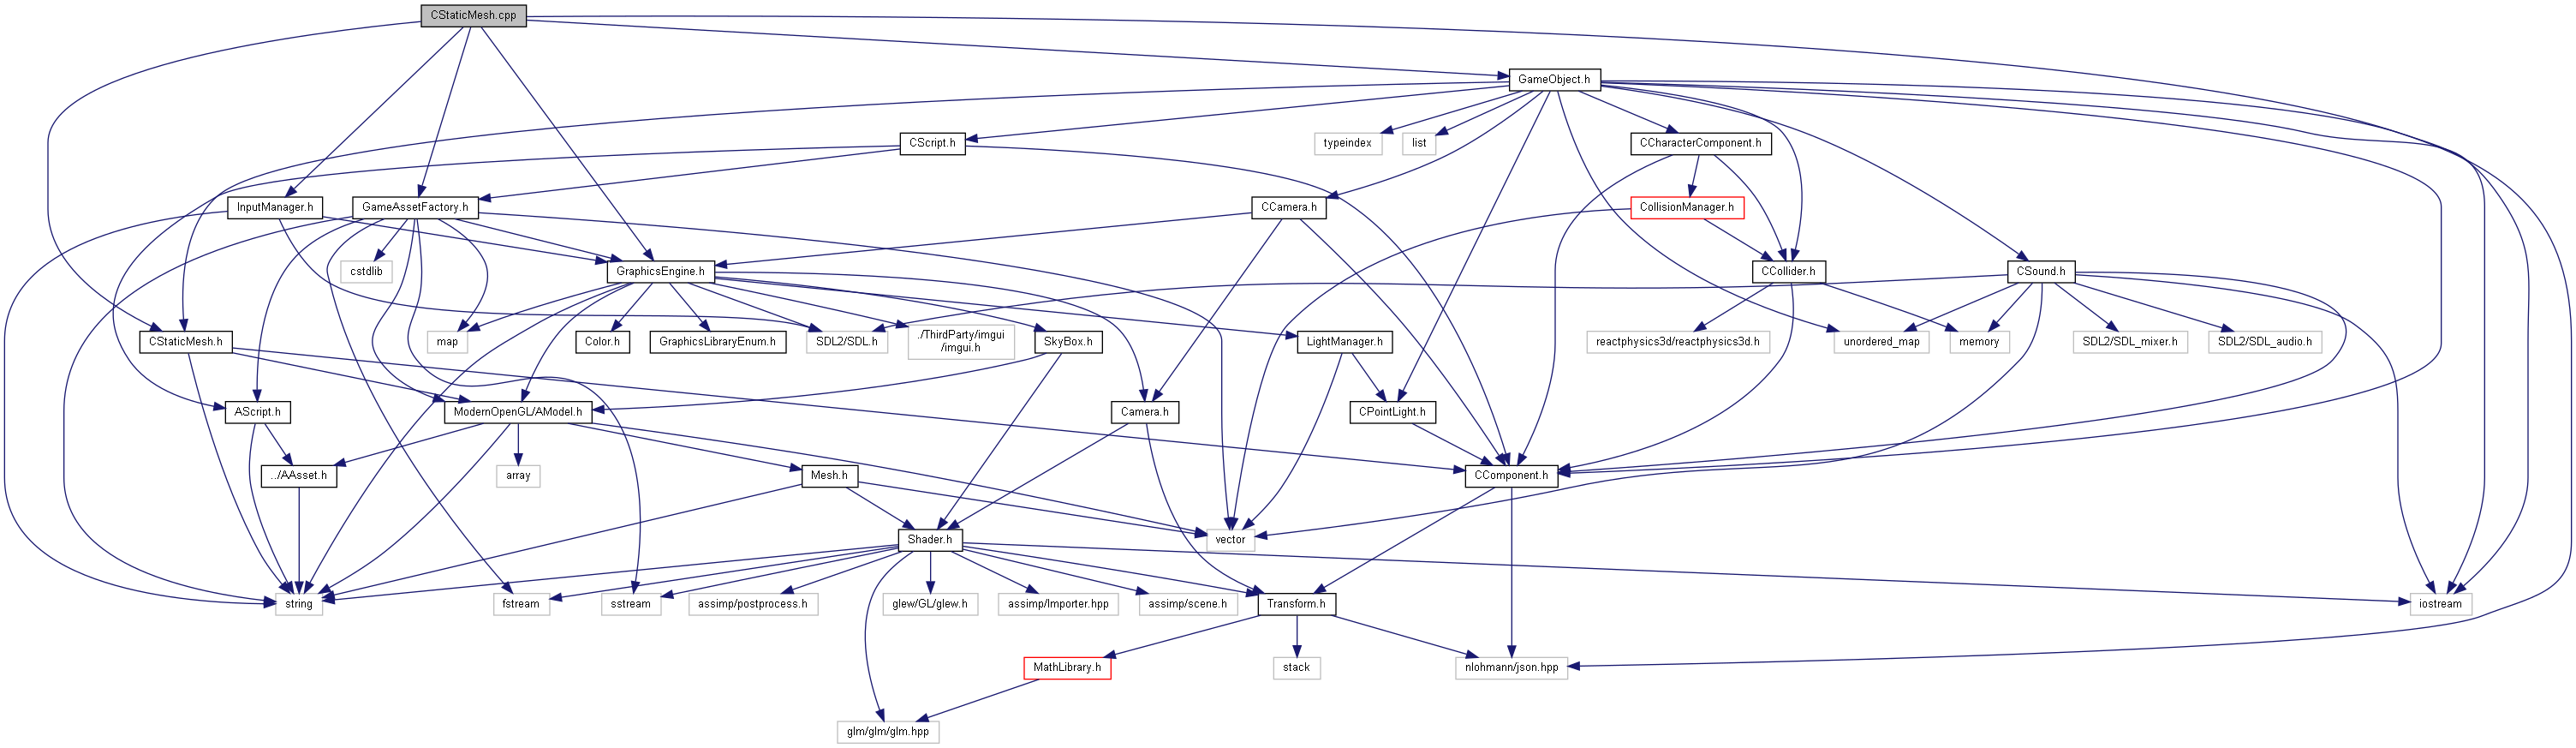 CStaticMesh.cpp
GameObject.h
CScript.h
typeindex
list
CCharacterComponent.h
InputManager.h
GameAssetFactory.h
CCamera.h
CollisionManager.h
cstdlib
GraphicsEngine.h
CCollider.h
CSound.h
CStaticMesh.h
map
Color.h
GraphicsLibraryEnum.h
SDL2/SDL.h
./ThirdParty/imgui
/imgui.h
SkyBox.h
LightManager.h
reactphysics3d/reactphysics3d.h
unordered_map
memory
SDL2/SDL_mixer.h
SDL2/SDL_audio.h
AScript.h
ModernOpenGL/AModel.h
Camera.h
CPointLight.h
../AAsset.h
array
Mesh.h
CComponent.h
Shader.h
vector
string
fstream
sstream
assimp/postprocess.h
glew/GL/glew.h
assimp/Importer.hpp
assimp/scene.h
Transform.h
iostream
MathLibrary.h
stack
nlohmann/json.hpp
glm/glm/glm.hpp